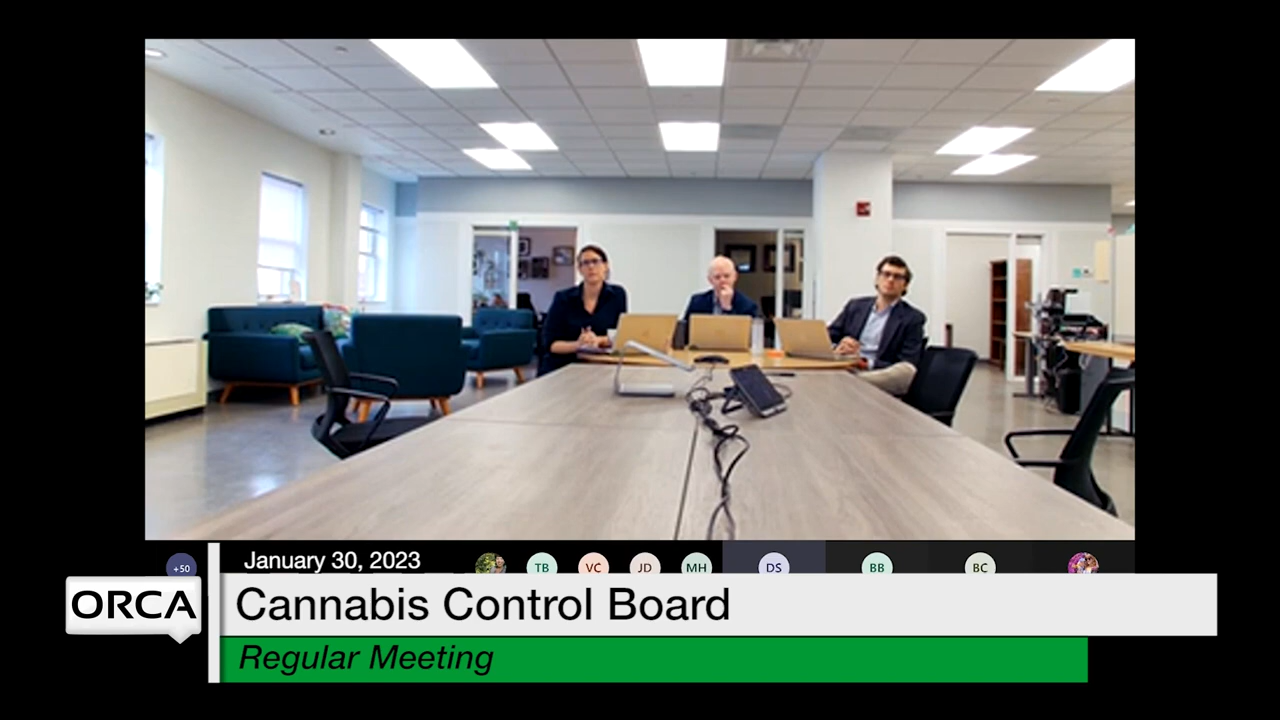 +50
January 30, 2023
TB
VC
JD
MH
DS
BB
BC
ORCA
Cannabis Control Board
Regular Meeting